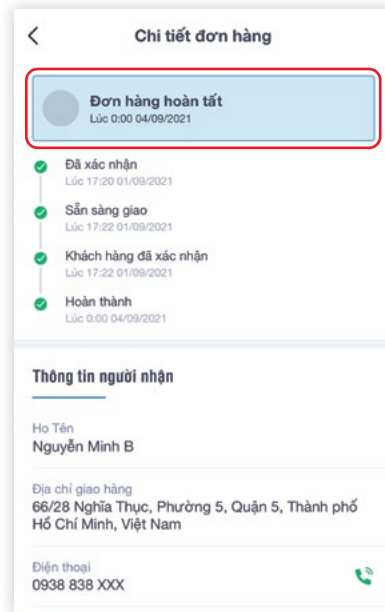 Chi tiết đơn hàng
Đơn hàng hoàn tất
Lúc 0:00 04/09/2021
Đã xác nhận
Lúc 17:20 01/09/2021
Sẵn sàng giao
Lúc 17:22 01/09/2021
Khách hàng đã xác nhận
Lúc 17:22 01/09/2021
Hoàn thành
Lúc 0:00 04/09/2021
Thông tin người nhận
Họ Tên
Nguyễn Minh B
Địa chỉ giao hàng
66/28 Nghĩa Thục, Phường 5, Quận 5, Thành phố
Hồ Chí Minh, Việt Nam
Điện thoại
0938 838 XXX